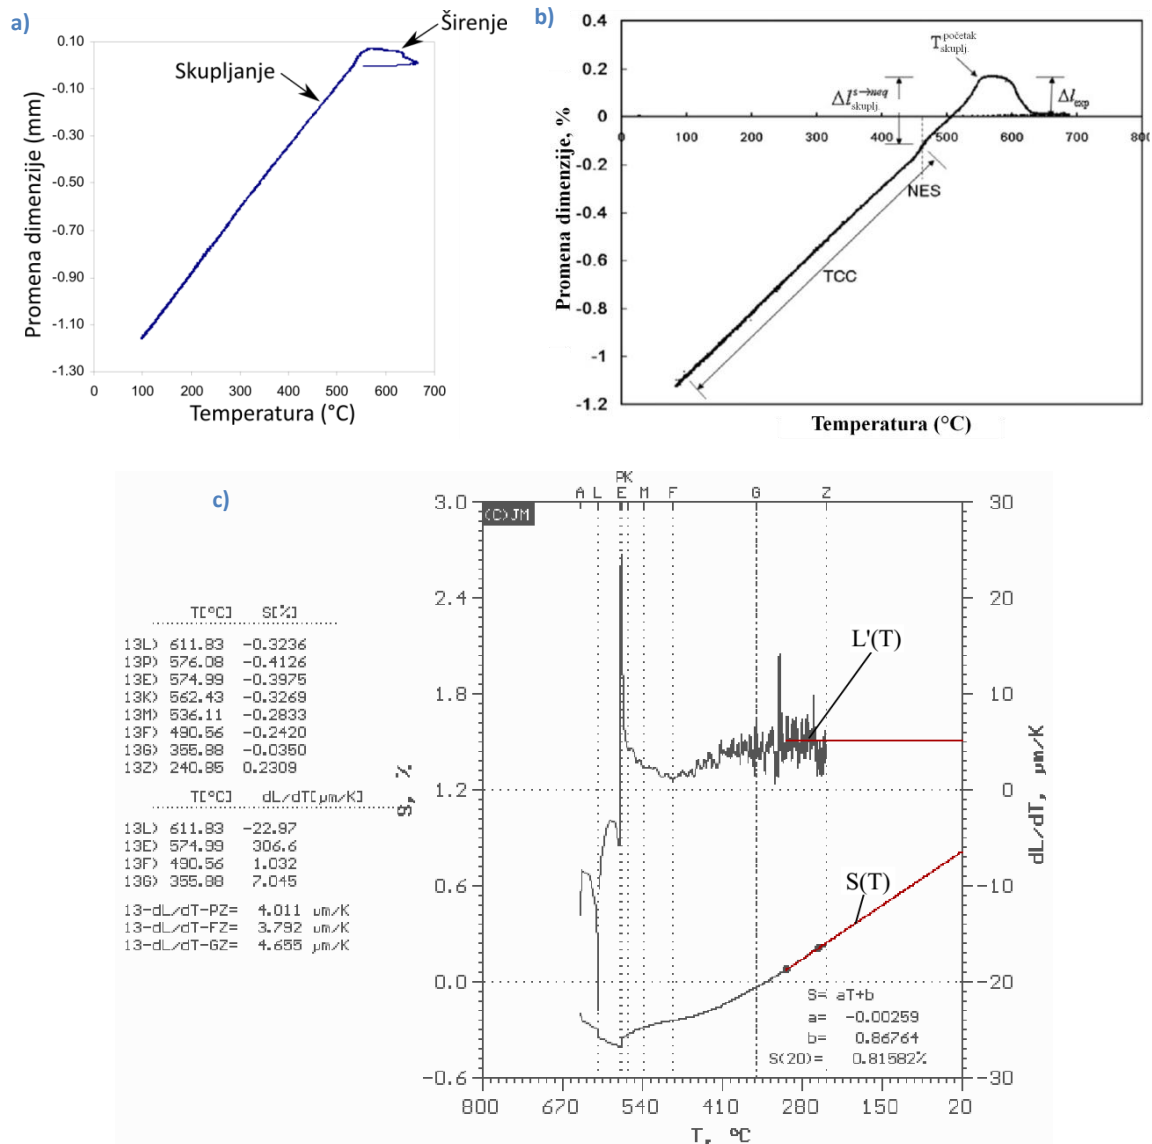 a)
Širenje
Skupljanje
Promena dimenzije (mm)
0.10
-0.10
-0.30
-0.50
-0.70
-0.90
-1.10
-1.30
0 100 200 300 400 500 600 700
Temperatura (°C)
b)
Promena dimenzije, %
0.4
0.2
0
-0.2
-0.4
-0.6
-0.8
-1
-1.2
0 100 200 300 400 500 600 700 800
T početak skuplj.
Δl s→neq skuplj.
Δl exp
NES
TCC
Temperatura (°C)
c)
PK
A L E M F G Z
(C)JM
T[°C] S[%]
13L) 611.83 -0.3236
13P) 576.08 -0.4126
13E) 574.99 -0.3975
13K) 562.43 -0.3269
13M) 536.11 -0.2833
13F) 490.56 -0.2420
13G) 355.88 -0.0350
13Z) 240.85 0.2309
T[°C] dL/dT[µm/K]
13L) 611.83 -22.97
13E) 574.99 306.6
13F) 490.56 1.032
13G) 355.88 7.045
13-dL/dT-PZ= 4.011 µm/K
13-dL/dT-FZ= 3.792 µm/K
13-dL/dT-GZ= 4.655 µm/K
S, %
3.0
2.4
1.8
1.2
0.6
0.0
-0.6
L'(T)
S(T)
S= aT+b
a= -0.00259
b= 0.86764
S(20)= 0.81582%
30
20
10
0
-10
-20
-30
dL/dT, µm/K
800 670 540 410 280 150 20
T, °C